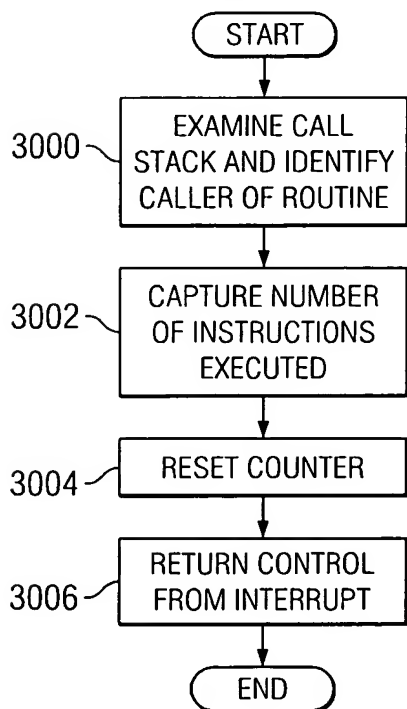 START
3000
EXAMINE CALL
STACK AND IDENTIFY
CALLER OF ROUTINE
3002
CAPTURE NUMBER
OF INSTRUCTIONS
EXECUTED
3004
RESET COUNTER
3006
RETURN CONTROL
FROM INTERRUPT
END